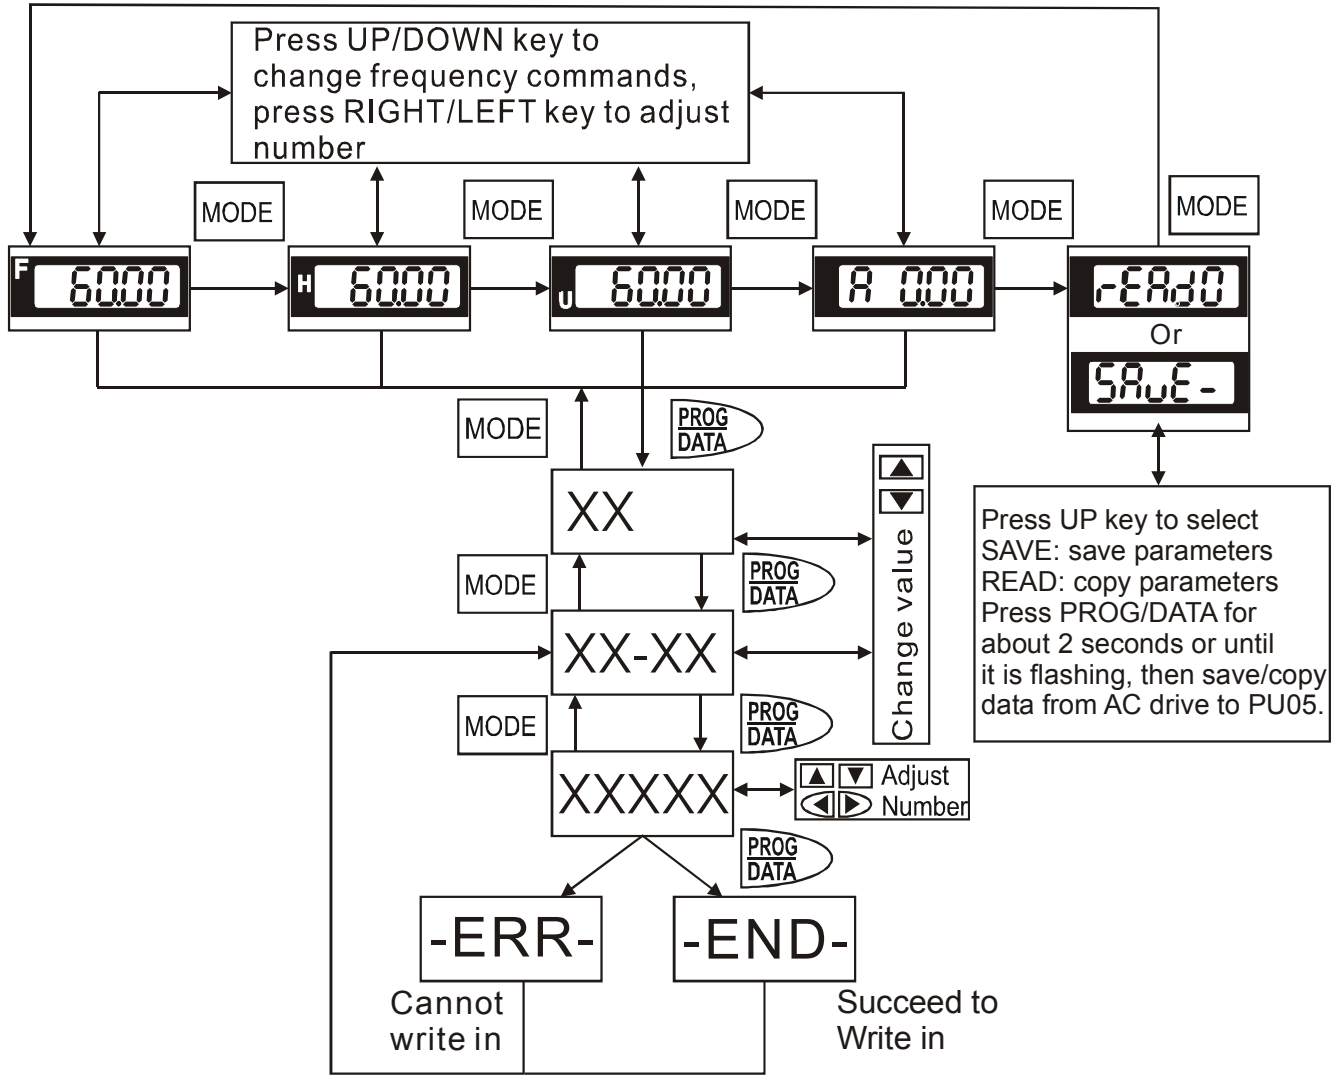 Press UP/DOWN key to
change frequency commands,
press RIGHT/LEFT key to adjust
number
MODE
MODE
MODE
MODE
MODE
F 60.00
H 60.00
U 60.00
A 0.00
rEAd0
Or
SAvE-
MODE
PROG
DATA
XX
MODE
PROG
DATA
XX-XX
MODE
PROG
DATA
XXXXX
Change value
Adjust
Number
PROG
DATA
Press UP key to select
SAVE: save parameters
READ: copy parameters
Press PROG/DATA for
about 2 seconds or until
it is flashing, then save/copy
data from AC drive to PU05.
-ERR-
-END-
Cannot
write in
Succeed to
Write in